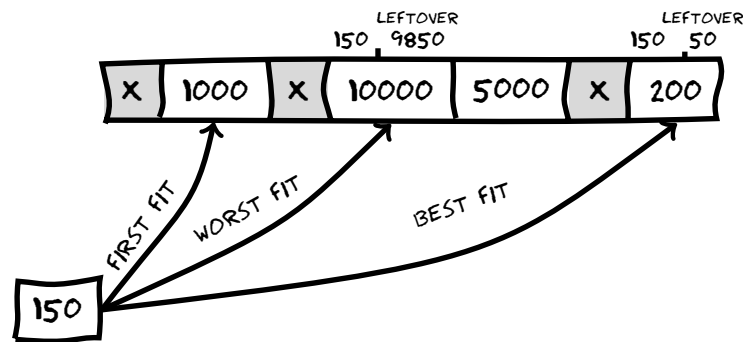 LEFTOVER
150 9850
LEFTOVER
150 50
X 1000 X 10000 5000 X 200
FIRST FIT
WORST FIT
BEST FIT
150